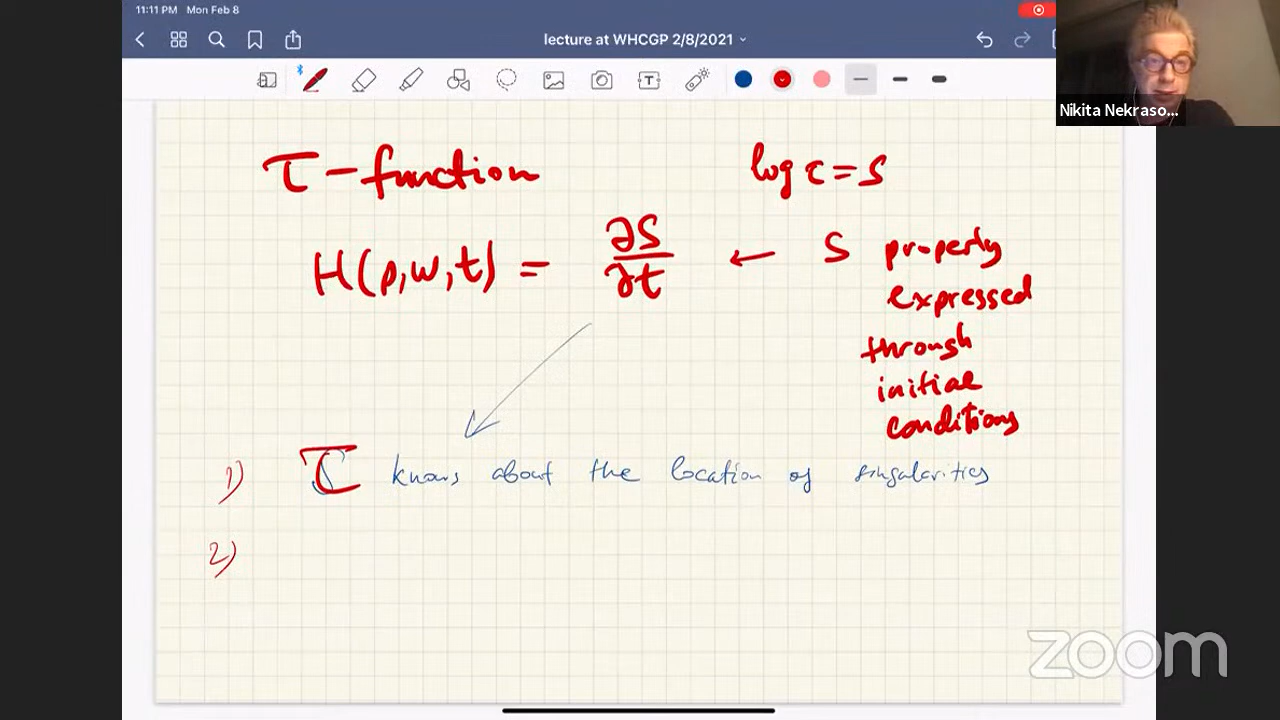 11:11 PM Mon Feb 8
lecture at WHCGP 2/8/2021
T
Nikita Nekraso...
τ-function
log τ = S
H(p,w,t) = ∂S/∂t ← S properly
expressed
through
initial
conditions
1) τ knows about the location of singularities
2)
zoom